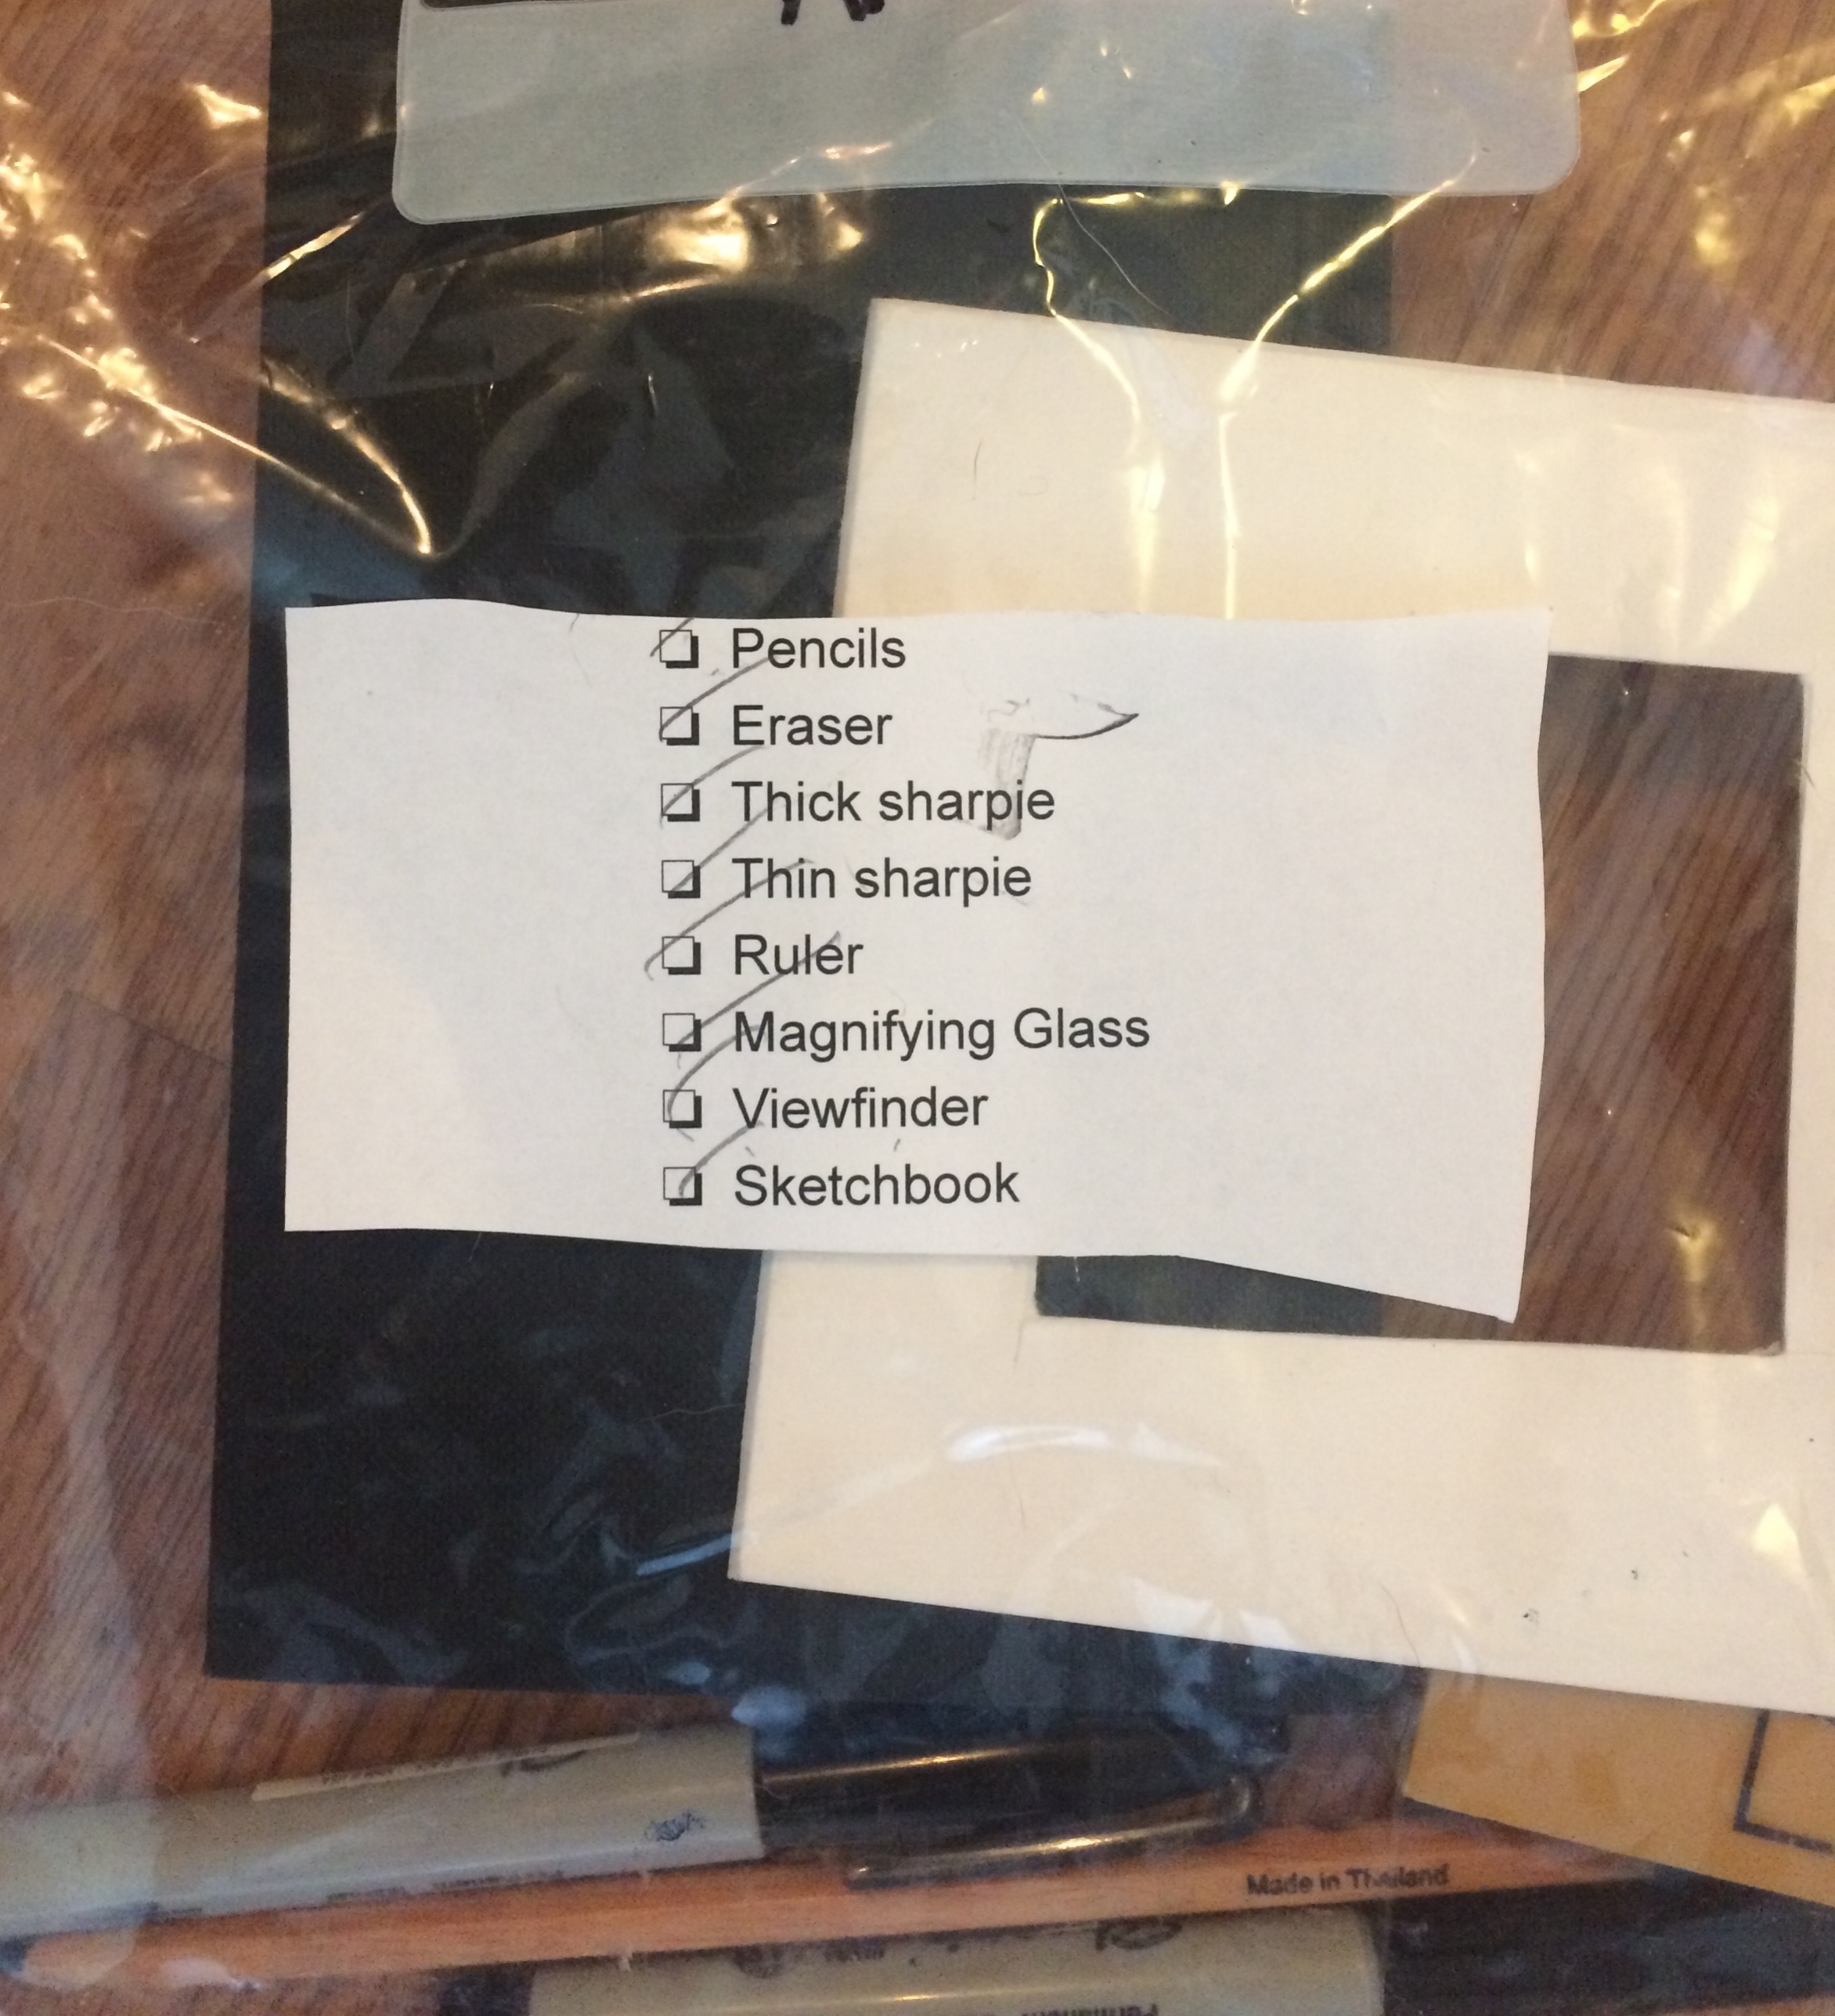 Pencils
Eraser
Thick sharpie
Thin sharpie
Ruler
Magnifying Glass
Viewfinder
Sketchbook
Made in Thailand